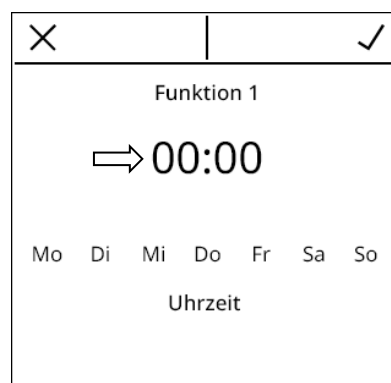 Funktion 1
00:00
Mo Di Mi Do Fr Sa So
Uhrzeit